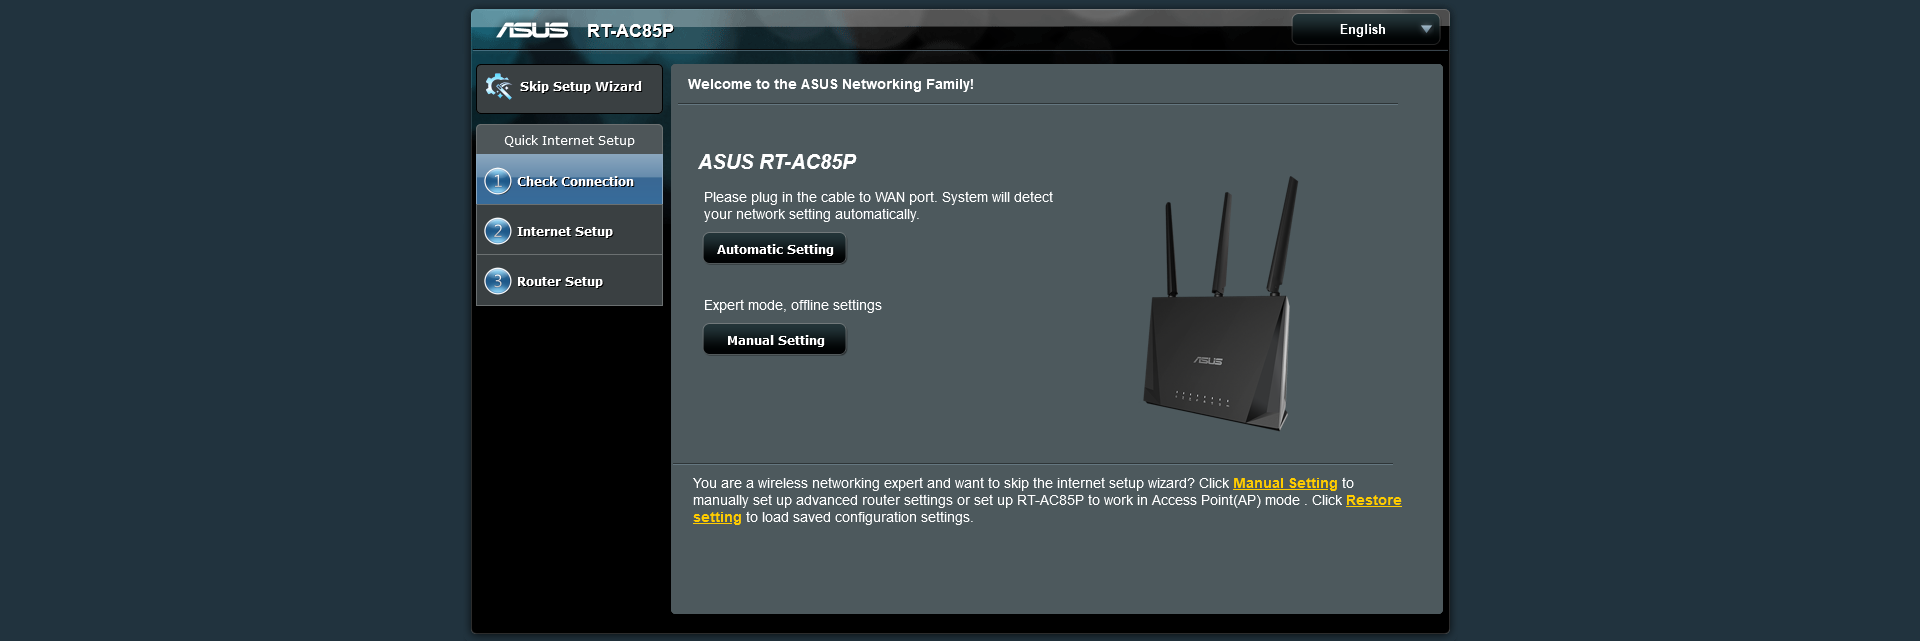 ASUS RT-AC85P
English
Skip Setup Wizard
Quick Internet Setup
1 Check Connection
2 Internet Setup
3 Router Setup
Welcome to the ASUS Networking Family!
ASUS RT-AC85P
Please plug in the cable to WAN port. System will detect
your network setting automatically.
Automatic Setting
Expert mode, offline settings
Manual Setting
ASUS
You are a wireless networking expert and want to skip the internet setup wizard? Click Manual Setting to
manually set up advanced router settings or set up RT-AC85P to work in Access Point(AP) mode . Click Restore
setting to load saved configuration settings.